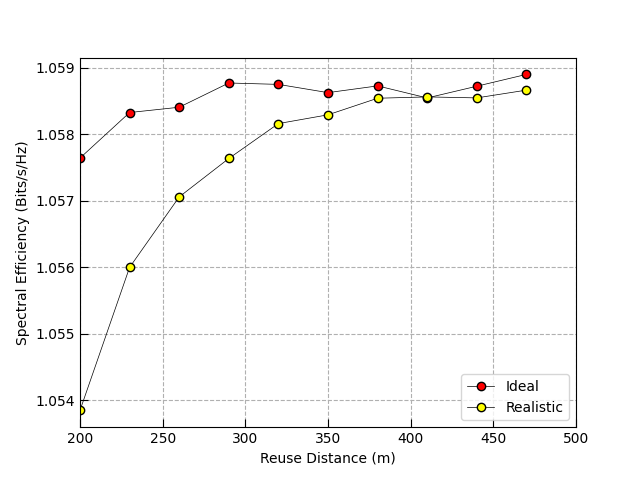 1.059
1.058
1.057
1.056
1.055
1.054
Spectral Efficiency (Bits/s/Hz)
200 250 300 350 400 450 500
Reuse Distance (m)
Ideal
Realistic